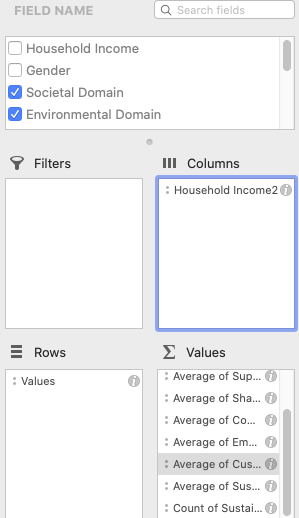 FIELD NAME
Search fields
Household Income
Gender
Societal Domain
Environmental Domain
Filters
Columns
Household Income2
Rows
Values
Values
Average of Sup...
Average of Sha...
Average of Co...
Average of Em...
Average of Cus...
Average of Sus...
Count of Sustai...